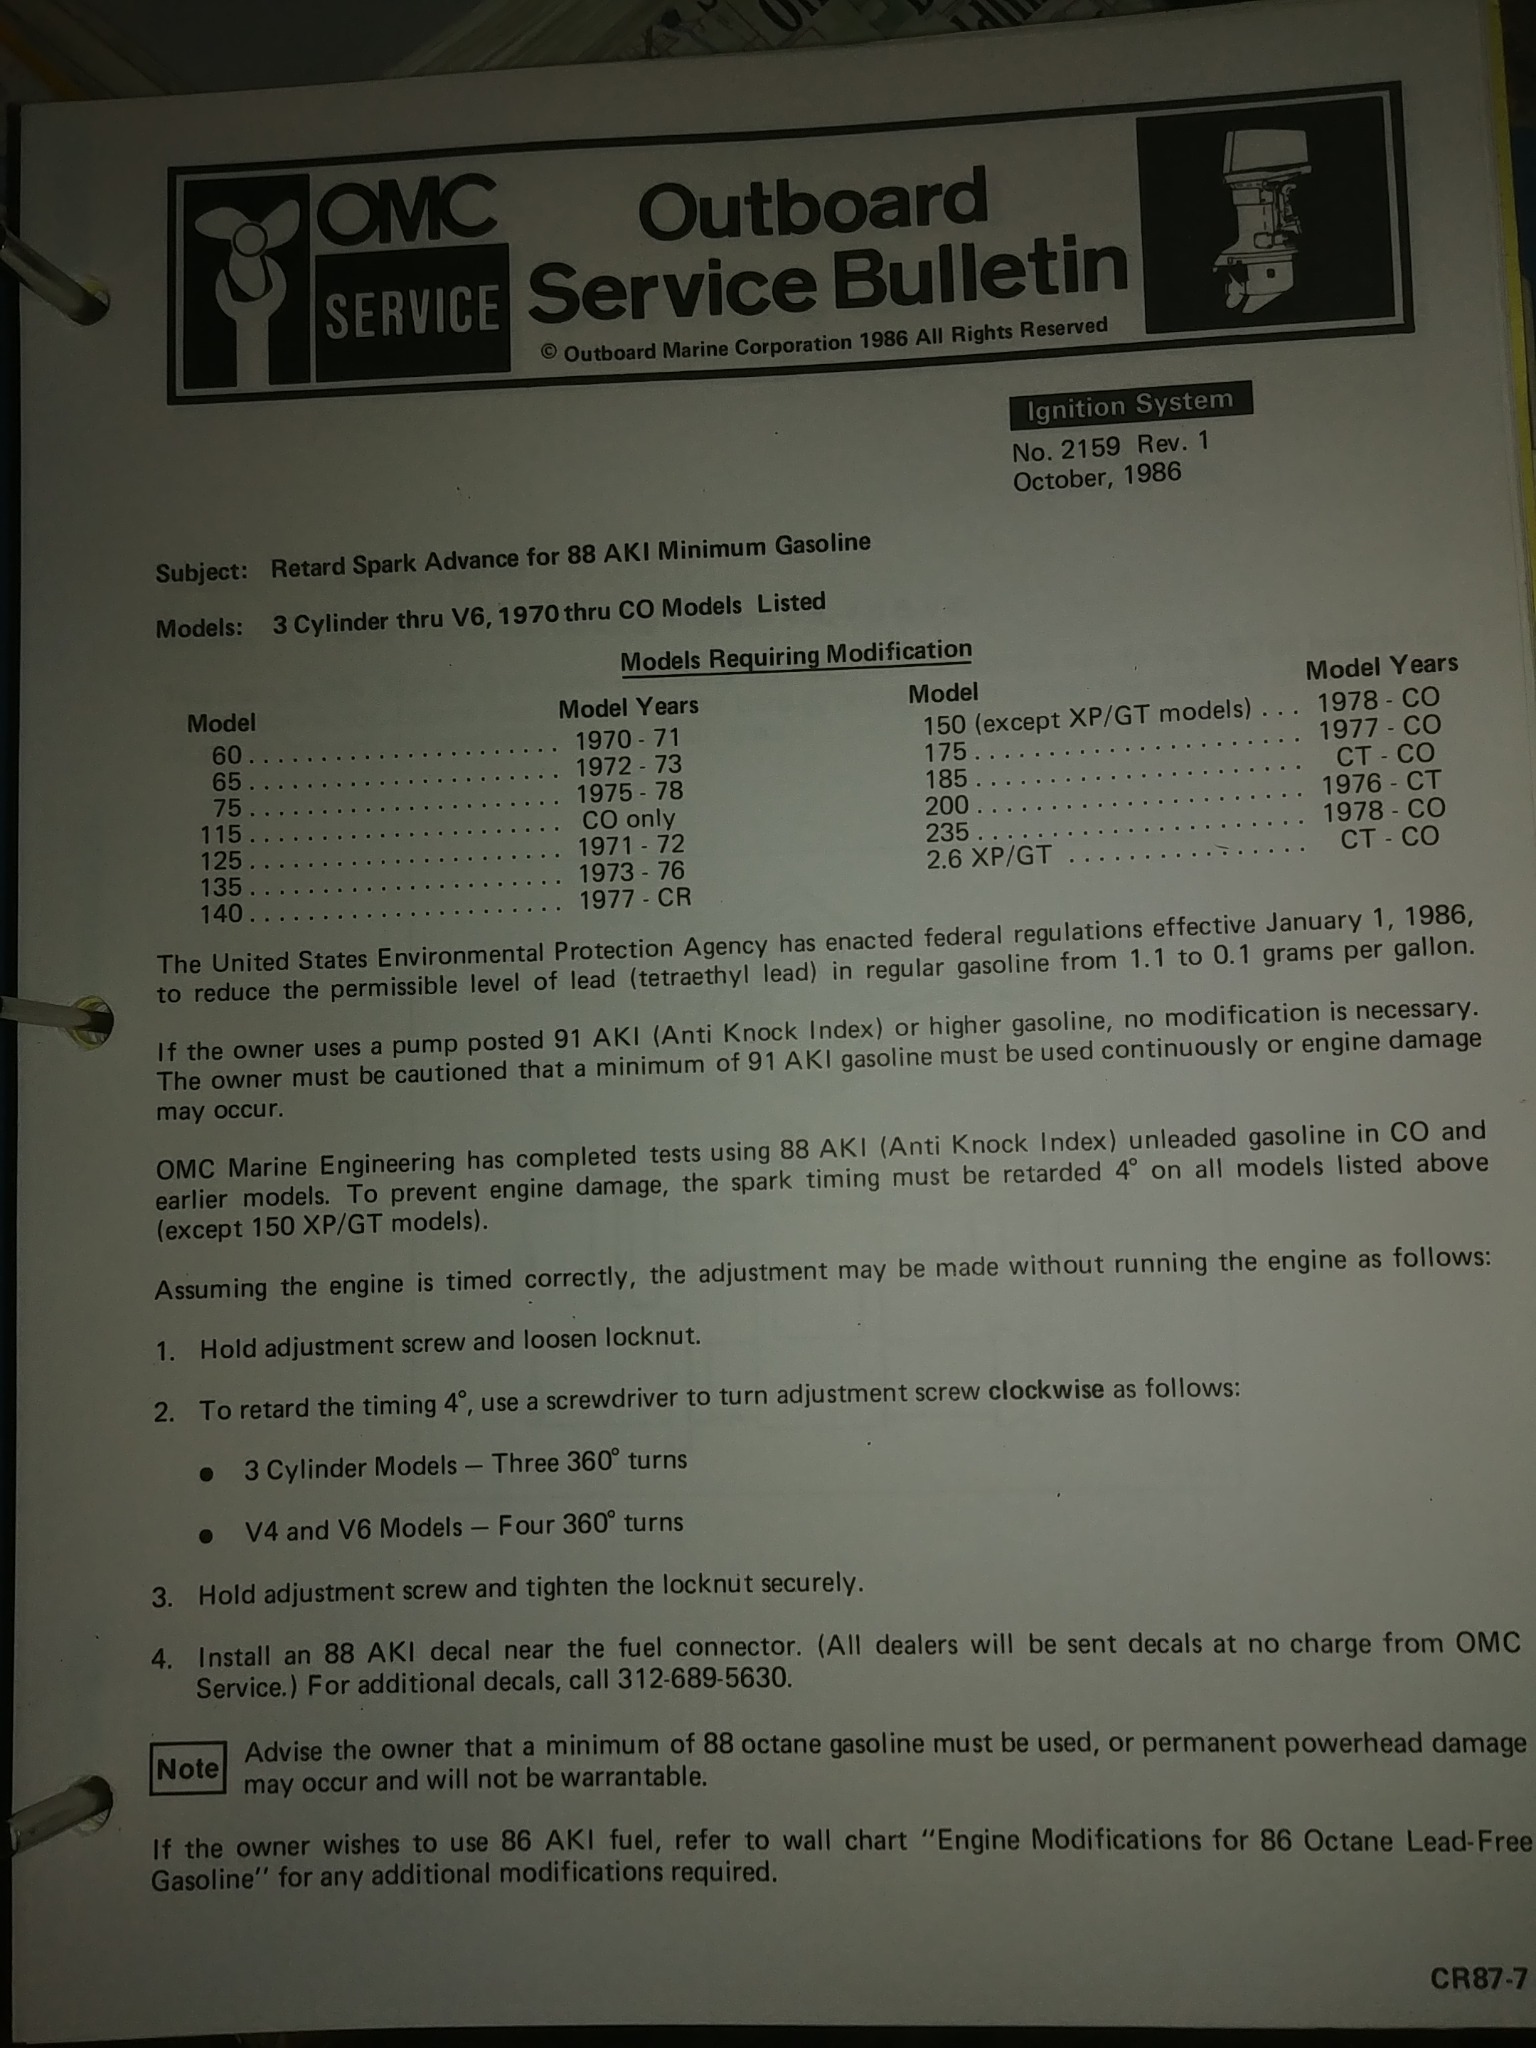 OMC
SERVICE
Outboard
Service Bulletin
© Outboard Marine Corporation 1986 All Rights Reserved
Ignition System
No. 2159 Rev. 1
October, 1986
Subject: Retard Spark Advance for 88 AKI Minimum Gasoline
Models: 3 Cylinder thru V6, 1970 thru CO Models Listed
Models Requiring Modification
Model Model Years
60 . . . . . . . . . . . . . . . . . . . . . . . . . . . 1970 - 71
65 . . . . . . . . . . . . . . . . . . . . . . . . . . . 1972 - 73
75 . . . . . . . . . . . . . . . . . . . . . . . . . . . 1975 - 78
115 . . . . . . . . . . . . . . . . . . . . . . . . . . . CO only
125 . . . . . . . . . . . . . . . . . . . . . . . . . . . 1971 - 72
135 . . . . . . . . . . . . . . . . . . . . . . . . . . . 1973 - 76
140 . . . . . . . . . . . . . . . . . . . . . . . . . . . 1977 - CR
Model Model Years
150 (except XP/GT models) . . . 1978 - CO
175 . . . . . . . . . . . . . . . . . . . . . . . 1977 - CO
185 . . . . . . . . . . . . . . . . . . . . . . . CT - CO
200 . . . . . . . . . . . . . . . . . . . . . . . 1976 - CT
235 . . . . . . . . . . . . . . . . . . . . . . . 1978 - CO
2.6 XP/GT . . . . . . . . . . . . . . . . . CT - CO
The United States Environmental Protection Agency has enacted federal regulations effective January 1, 1986,
to reduce the permissible level of lead (tetraethyl lead) in regular gasoline from 1.1 to 0.1 grams per gallon.
If the owner uses a pump posted 91 AKI (Anti Knock Index) or higher gasoline, no modification is necessary.
The owner must be cautioned that a minimum of 91 AKI gasoline must be used continuously or engine damage
may occur.
OMC Marine Engineering has completed tests using 88 AKI (Anti Knock Index) unleaded gasoline in CO and
earlier models. To prevent engine damage, the spark timing must be retarded 4° on all models listed above
(except 150 XP/GT models).
Assuming the engine is timed correctly, the adjustment may be made without running the engine as follows:
1. Hold adjustment screw and loosen locknut.
2. To retard the timing 4°, use a screwdriver to turn adjustment screw clockwise as follows:
● 3 Cylinder Models — Three 360° turns
● V4 and V6 Models — Four 360° turns
3. Hold adjustment screw and tighten the locknut securely.
4. Install an 88 AKI decal near the fuel connector. (All dealers will be sent decals at no charge from OMC
Service.) For additional decals, call 312-689-5630.
Note Advise the owner that a minimum of 88 octane gasoline must be used, or permanent powerhead damage
may occur and will not be warrantable.
If the owner wishes to use 86 AKI fuel, refer to wall chart "Engine Modifications for 86 Octane Lead-Free
Gasoline" for any additional modifications required.
CR87-7